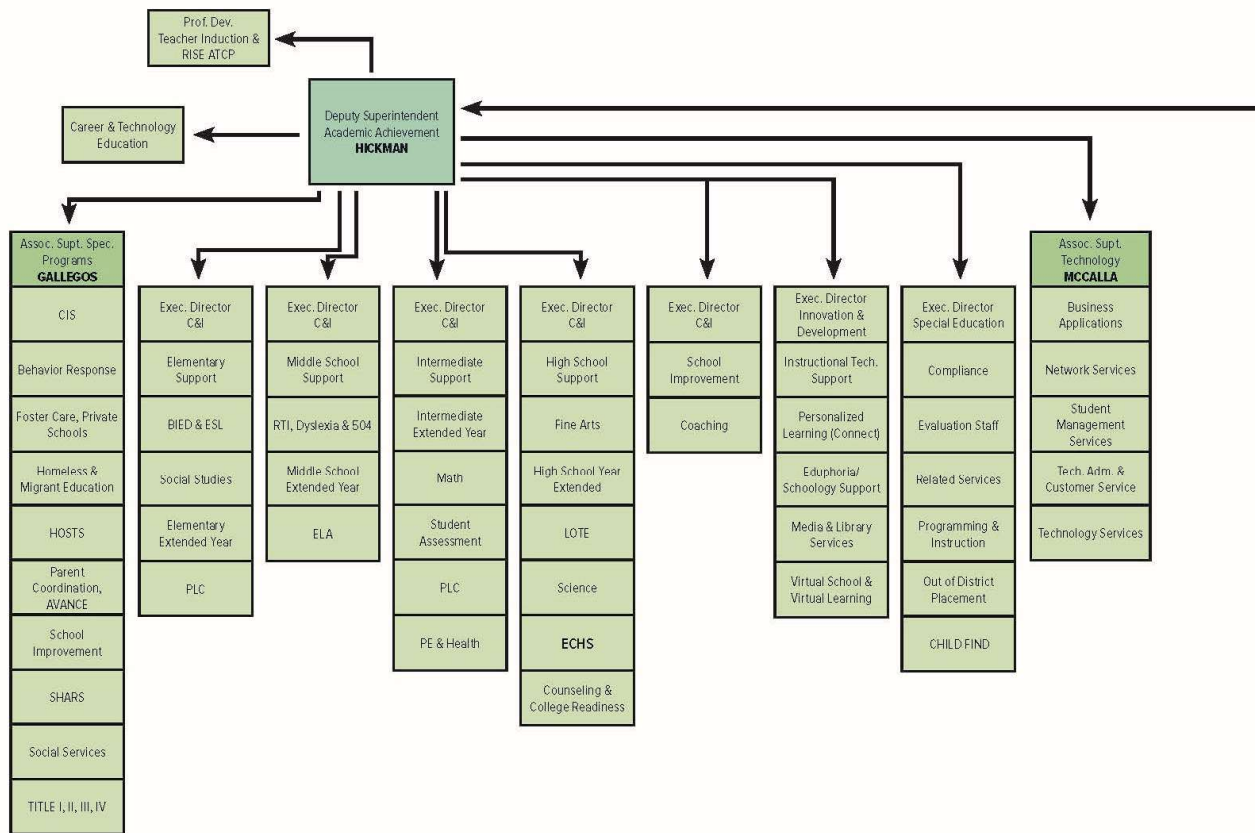 Prof. Dev.
Teacher Induction &
RISE ATCP
Deputy Superintendent
Academic Achievement
HICKMAN
Career & Technology
Education
Assoc. Supt. Spec.
Programs
GALLEGOS
CIS
Behavior Response
Foster Care, Private
Schools
Homeless &
Migrant Education
HOSTS
Parent
Coordination,
AVANCE
School
Improvement
SHARS
Social Services
TITLE I, II, III, IV
Exec. Director
C&I
Elementary
Support
BIED & ESL
Social Studies
Elementary
Extended Year
PLC
Exec. Director
C&I
Middle School
Support
RTI, Dyslexia & 504
Middle School
Extended Year
ELA
Exec. Director
C&I
Intermediate
Support
Intermediate
Extended Year
Math
Student
Assessment
PLC
PE & Health
Exec. Director
C&I
High School
Support
Fine Arts
High School Year
Extended
LOTE
Science
ECHS
Counseling &
College Readiness
Exec. Director
C&I
School
Improvement
Coaching
Exec. Director
Innovation &
Development
Instructional Tech.
Support
Personalized
Learning (Connect)
Eduphoria/
Schoology Support
Media & Library
Services
Virtual School &
Virtual Learning
Exec. Director
Special Education
Compliance
Evaluation Staff
Related Services
Programming &
Instruction
Out of District
Placement
CHILD FIND
Assoc. Supt.
Technology
MCCALLA
Business
Applications
Network Services
Student
Management
Services
Tech. Adm. &
Customer Service
Technology Services